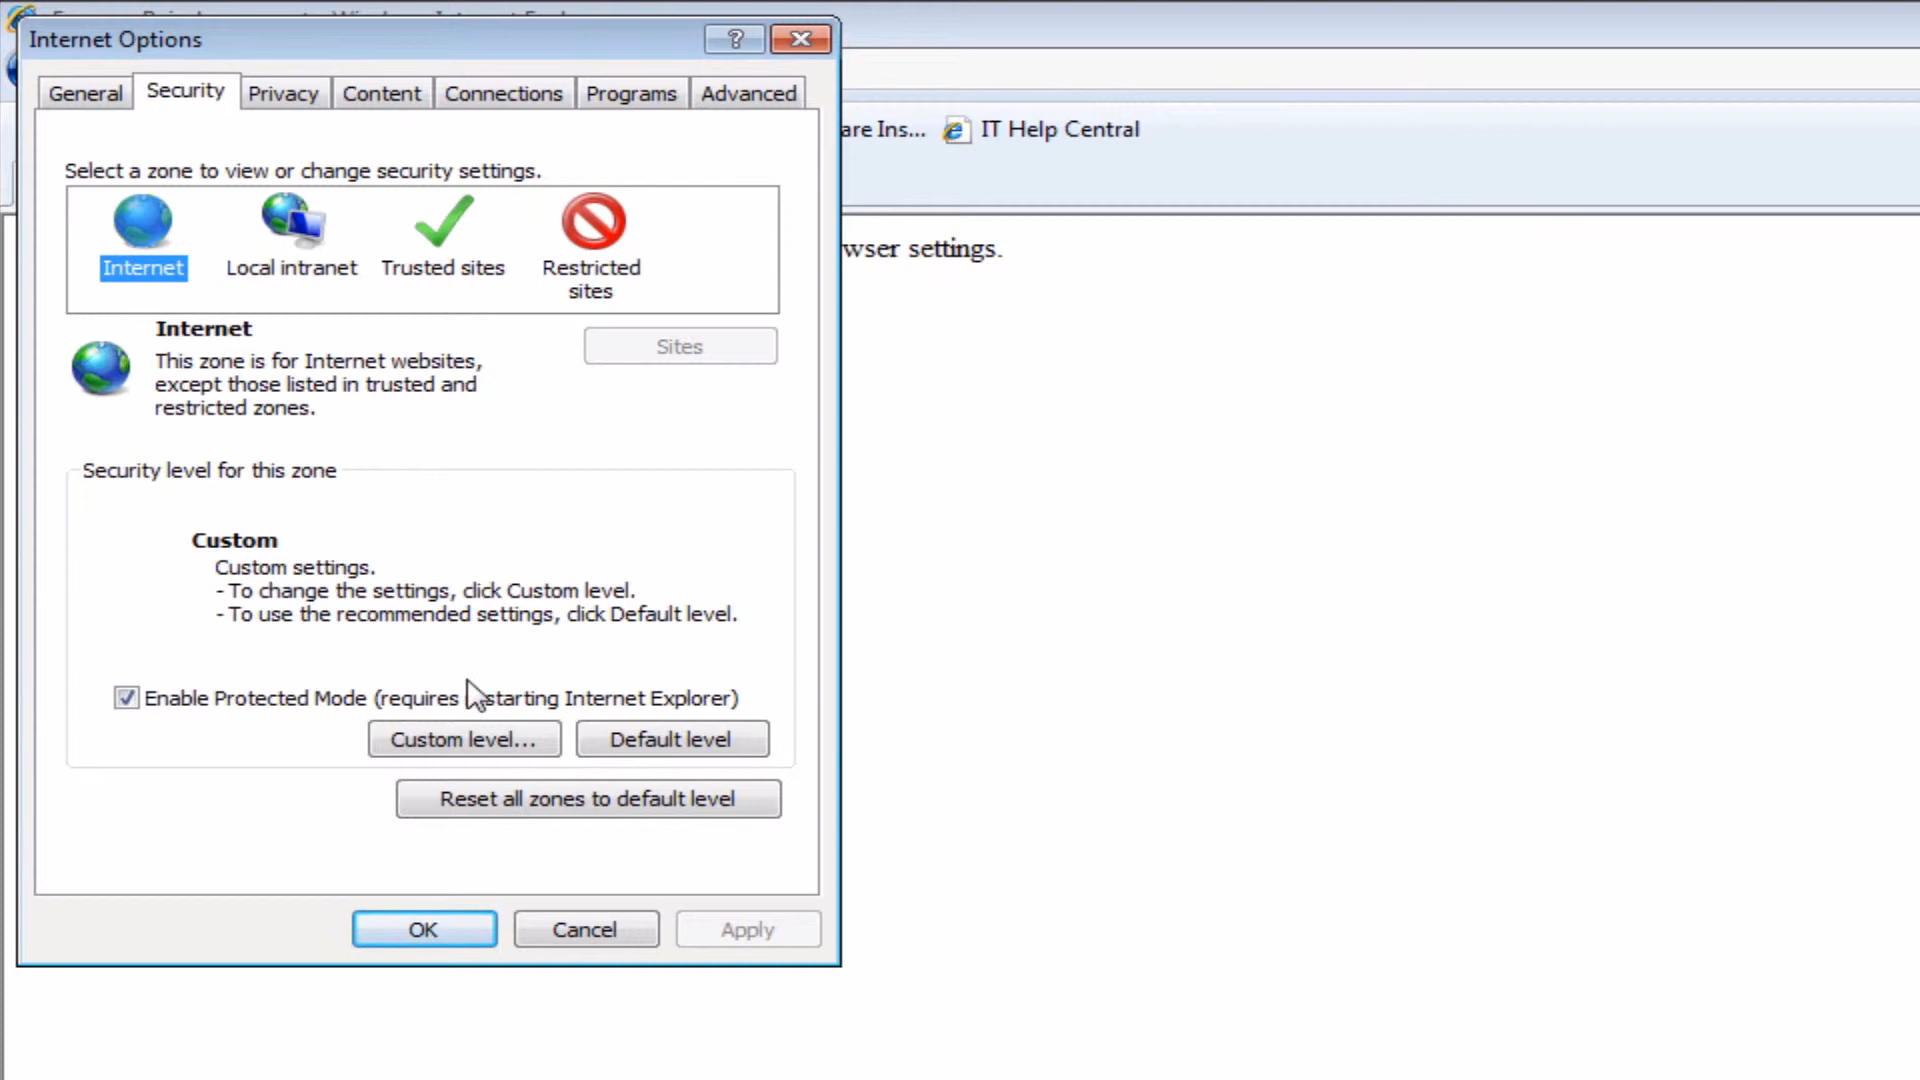 Internet Options
General Security Privacy Content Connections Programs Advanced
are Ins... IT Help Central
Select a zone to view or change security settings.
Internet Local intranet Trusted sites Restricted
sites
wser settings.
Internet
Sites
This zone is for Internet websites,
except those listed in trusted and
restricted zones.
Security level for this zone
Custom
Custom settings.
- To change the settings, click Custom level.
- To use the recommended settings, click Default level.
Enable Protected Mode (requires starting Internet Explorer)
Custom level... Default level
Reset all zones to default level
OK Cancel Apply